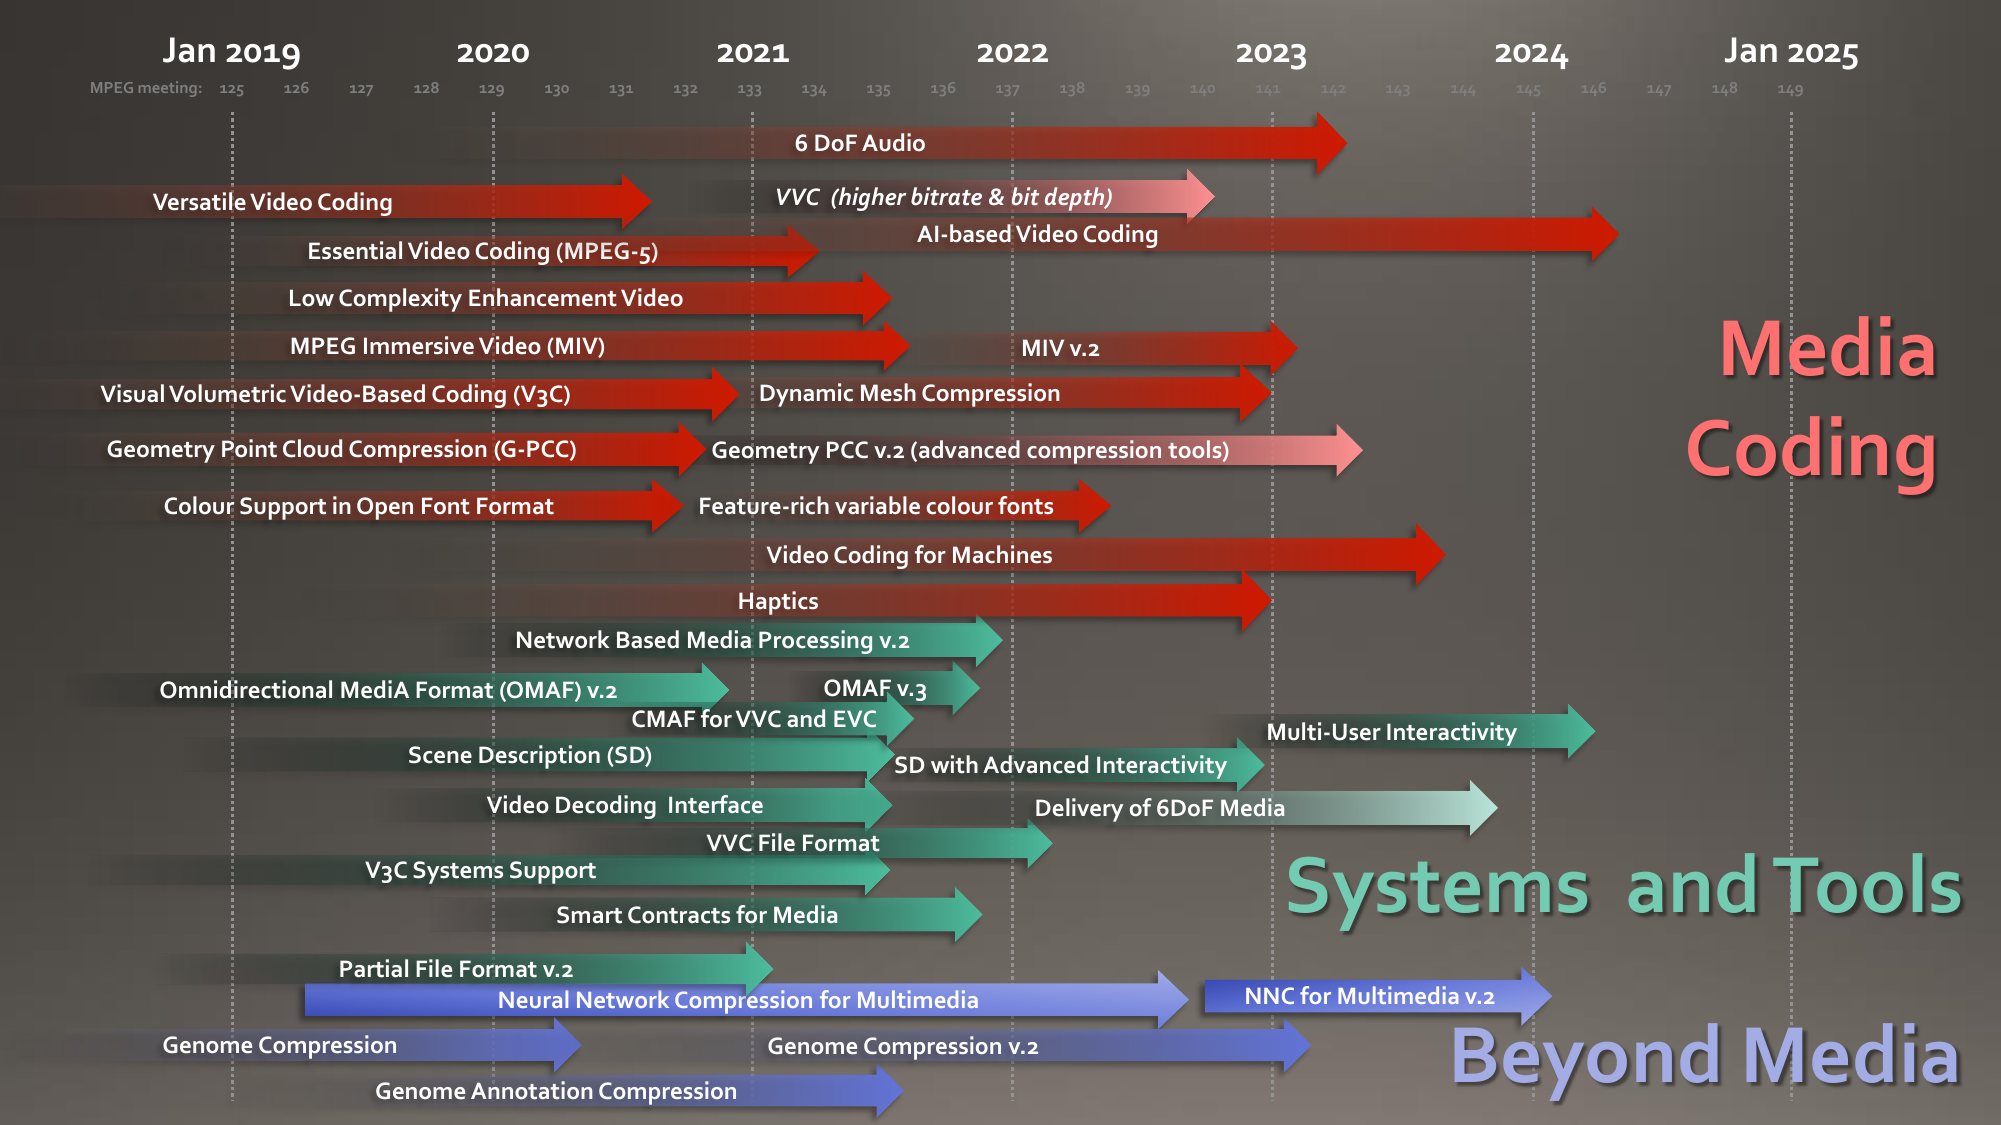 Jan 2019 2020 2021 2022 2023 2024 Jan 2025
MPEG meeting: 125 126 127 128 129 130 131 132 133 134 135 136 137 138 139 140 141 142 143 144 145 146 147 148 149
6 DoF Audio
Versatile Video Coding
VVC (higher bitrate & bit depth)
AI-based Video Coding
Essential Video Coding (MPEG-5)
Low Complexity Enhancement Video
MPEG Immersive Video (MIV)
MIV v.2
Visual Volumetric Video-Based Coding (V3C)
Dynamic Mesh Compression
Geometry Point Cloud Compression (G-PCC)
Geometry PCC v.2 (advanced compression tools)
Colour Support in Open Font Format
Feature-rich variable colour fonts
Video Coding for Machines
Haptics
Media
Coding
Network Based Media Processing v.2
Omnidirectional MediA Format (OMAF) v.2
OMAF v.3
CMAF for VVC and EVC
Multi-User Interactivity
Scene Description (SD)
SD with Advanced Interactivity
Video Decoding Interface
Delivery of 6DoF Media
VVC File Format
V3C Systems Support
Smart Contracts for Media
Systems and Tools
Partial File Format v.2
Neural Network Compression for Multimedia
NNC for Multimedia v.2
Genome Compression
Genome Compression v.2
Genome Annotation Compression
Beyond Media